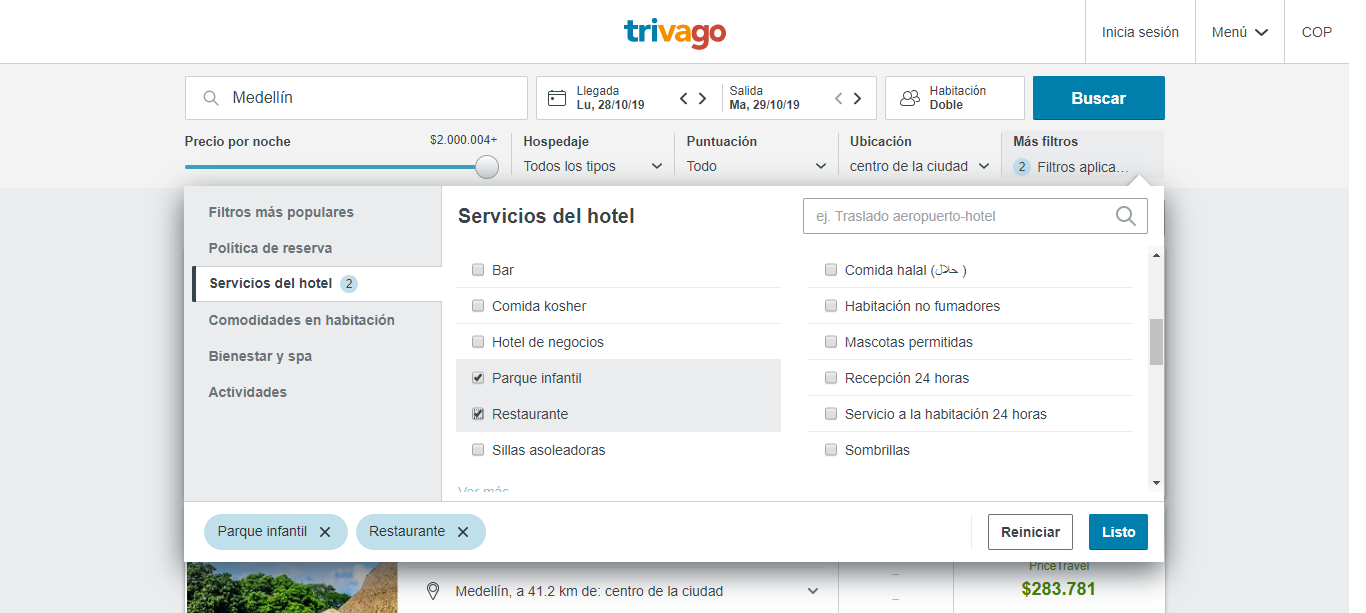 trivago
Inicia sesión
Menú
COP
Medellín
Llegada
Lu, 28/10/19
Salida
Ma, 29/10/19
Habitación
Doble
Buscar
Precio por noche
$2.000.004+
Hospedaje
Todos los tipos
Puntuación
Todo
Ubicación
centro de la ciudad
Más filtros
2 Filtros aplica...
Filtros más populares
Política de reserva
Servicios del hotel 2
Comodidades en habitación
Bienestar y spa
Actividades
Servicios del hotel
ej. Traslado aeropuerto-hotel
Bar
Comida kosher
Hotel de negocios
Parque infantil
Restaurante
Sillas asoleadoras
Ver más
Comida halal (حلال )
Habitación no fumadores
Mascotas permitidas
Recepción 24 horas
Servicio a la habitación 24 horas
Sombrillas
Parque infantil
Restaurante
Reiniciar
Listo
Medellín, a 41.2 km de: centro de la ciudad
PriceTravel
$283.781